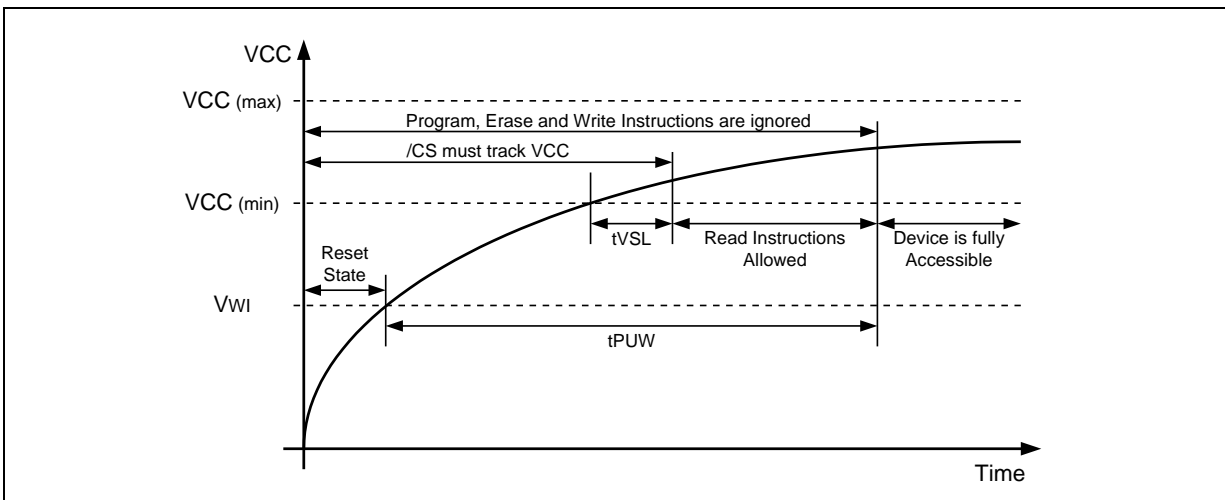 VCC
VCC (max)
Program, Erase and Write Instructions are ignored
/CS must track VCC
VCC (min)
tVSL
Read Instructions
Allowed
Device is fully
Accessible
Reset
State
VWI
tPUW
Time